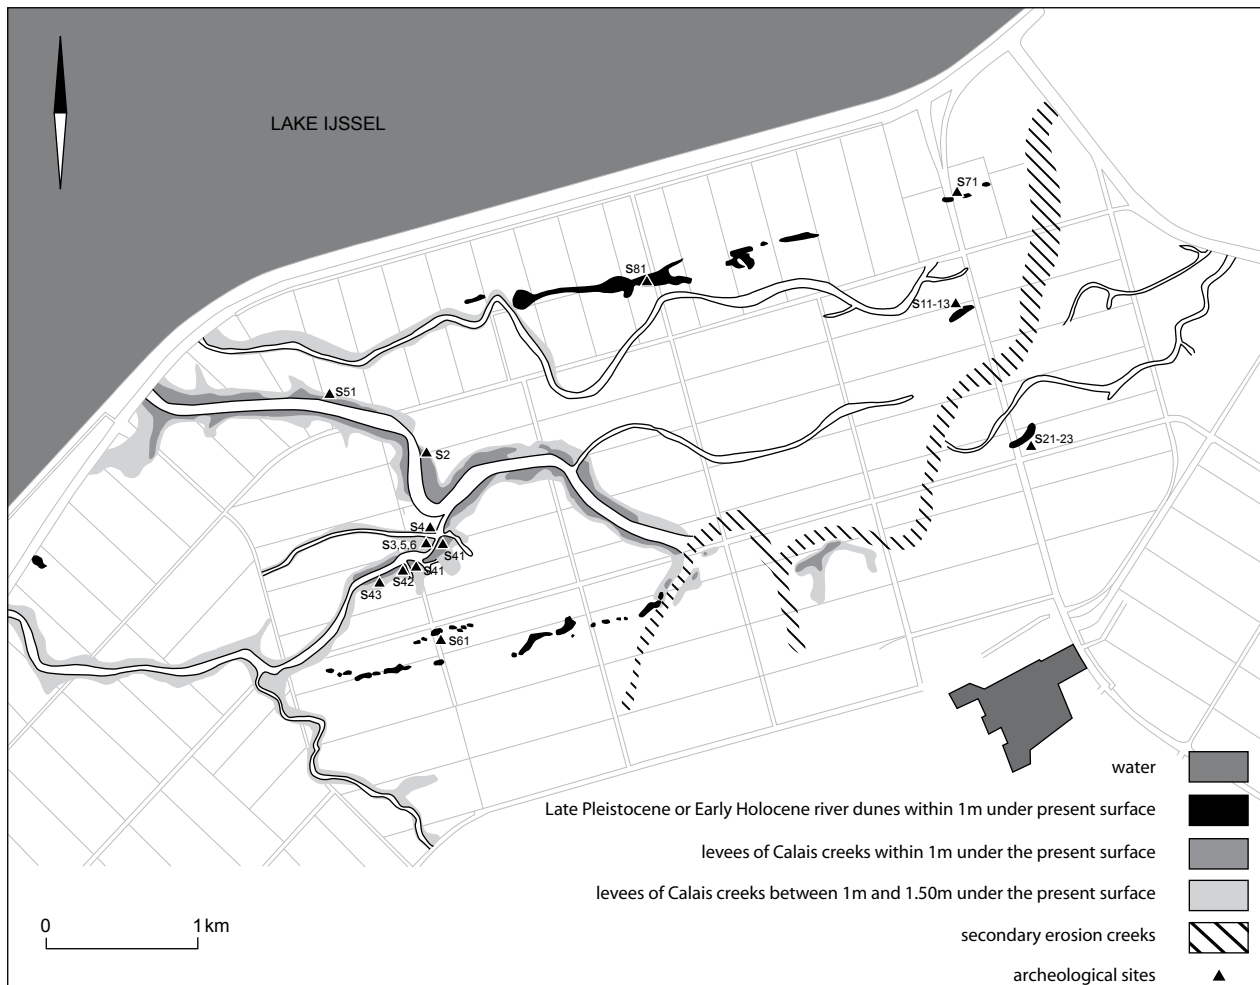 LAKE IJSSEL
S71
S81
S11-13
S51
S21-23
S2
S4
S3,5,6
S41
S42
S41
S43
S61
water
Late Pleistocene or Early Holocene river dunes within 1m under present surface
levees of Calais creeks within 1m under the present surface
levees of Calais creeks between 1m and 1.50m under the present surface
0 1km
secondary erosion creeks
archeological sites